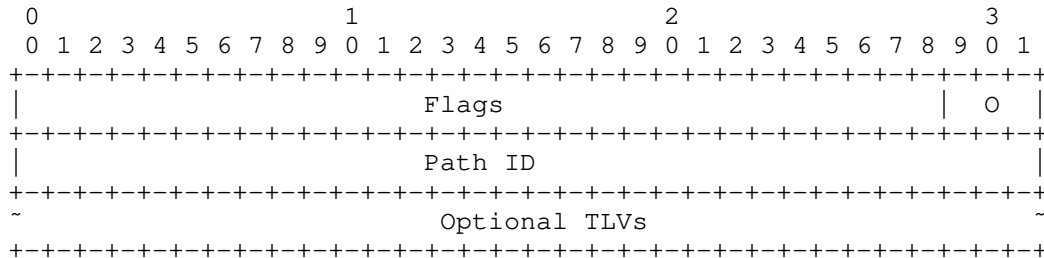 0                   1                   2                   3
 0 1 2 3 4 5 6 7 8 9 0 1 2 3 4 5 6 7 8 9 0 1 2 3 4 5 6 7 8 9 0 1
+-+-+-+-+-+-+-+-+-+-+-+-+-+-+-+-+-+-+-+-+-+-+-+-+-+-+-+-+-+-+-+-+
|                         Flags                           |  O  |
+-+-+-+-+-+-+-+-+-+-+-+-+-+-+-+-+-+-+-+-+-+-+-+-+-+-+-+-+-+-+-+-+
|                         Path ID                               |
+-+-+-+-+-+-+-+-+-+-+-+-+-+-+-+-+-+-+-+-+-+-+-+-+-+-+-+-+-+-+-+-+
~                          Optional TLVs                        ~
+-+-+-+-+-+-+-+-+-+-+-+-+-+-+-+-+-+-+-+-+-+-+-+-+-+-+-+-+-+-+-+-+